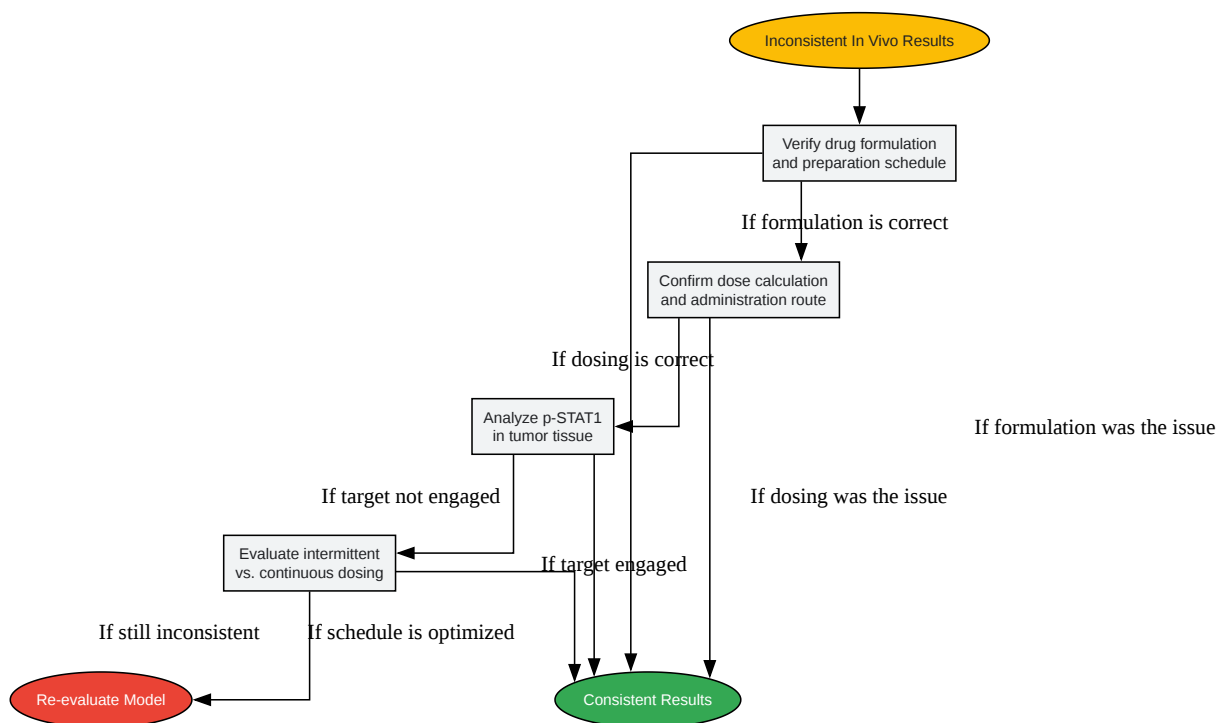 Inconsistent In Vivo Results
Verify drug formulation
and preparation schedule
If formulation is correct
Confirm dose calculation
and administration route
If dosing is correct
Analyze p-STAT1
in tumor tissue
If formulation was the issue
If target not engaged
If dosing was the issue
Evaluate intermittent
vs. continuous dosing
If target engaged
If still inconsistent
If schedule is optimized
Re-evaluate Model
Consistent Results